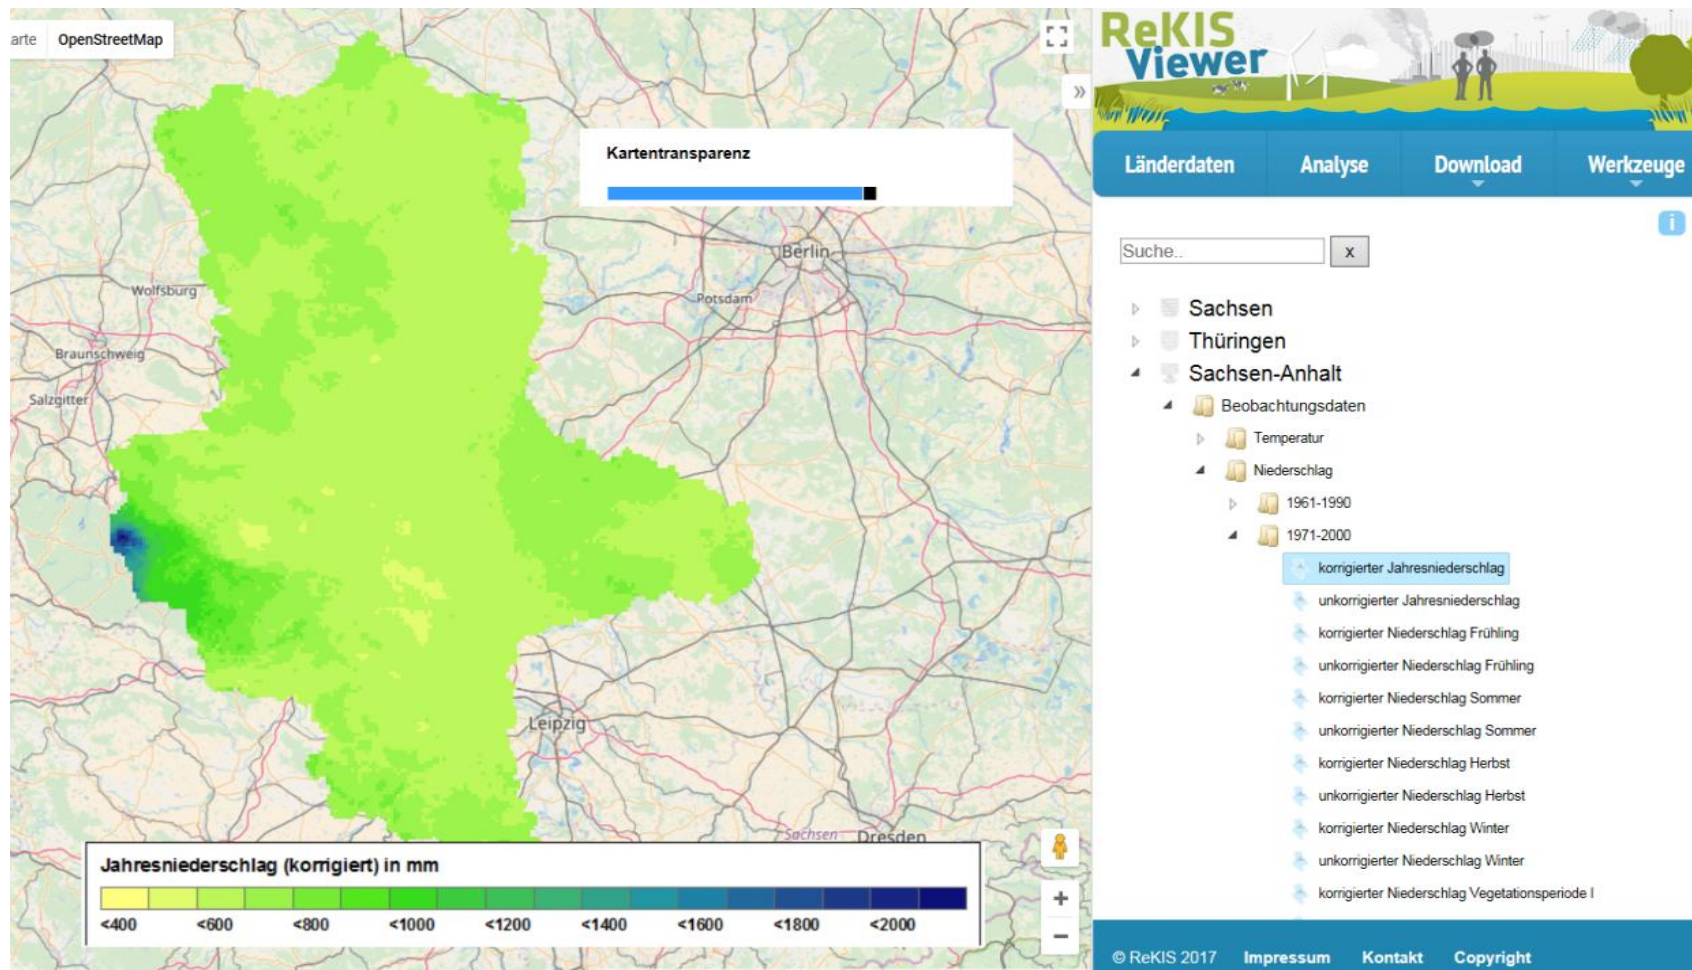 arte OpenStreetMap
Kartentransparenz
Berlin
Potsdam
Wolfsburg
Braunschweig
Salzgitter
Leipzig
Sachsen
Dresden
Jahresniederschlag (korrigiert) in mm
<400 <600 <800 <1000 <1200 <1400 <1600 <1800 <2000
»
ReKIS
Viewer
Länderdaten Analyse Download Werkzeuge
i
Suche.. x
Sachsen
Thüringen
Sachsen-Anhalt
Beobachtungsdaten
Temperatur
Niederschlag
1961-1990
1971-2000
korrigierter Jahresniederschlag
unkorrigierter Jahresniederschlag
korrigierter Niederschlag Frühling
unkorrigierter Niederschlag Frühling
korrigierter Niederschlag Sommer
unkorrigierter Niederschlag Sommer
korrigierter Niederschlag Herbst
unkorrigierter Niederschlag Herbst
korrigierter Niederschlag Winter
unkorrigierter Niederschlag Winter
korrigierter Niederschlag Vegetationsperiode I
+
−
© ReKIS 2017 Impressum Kontakt Copyright